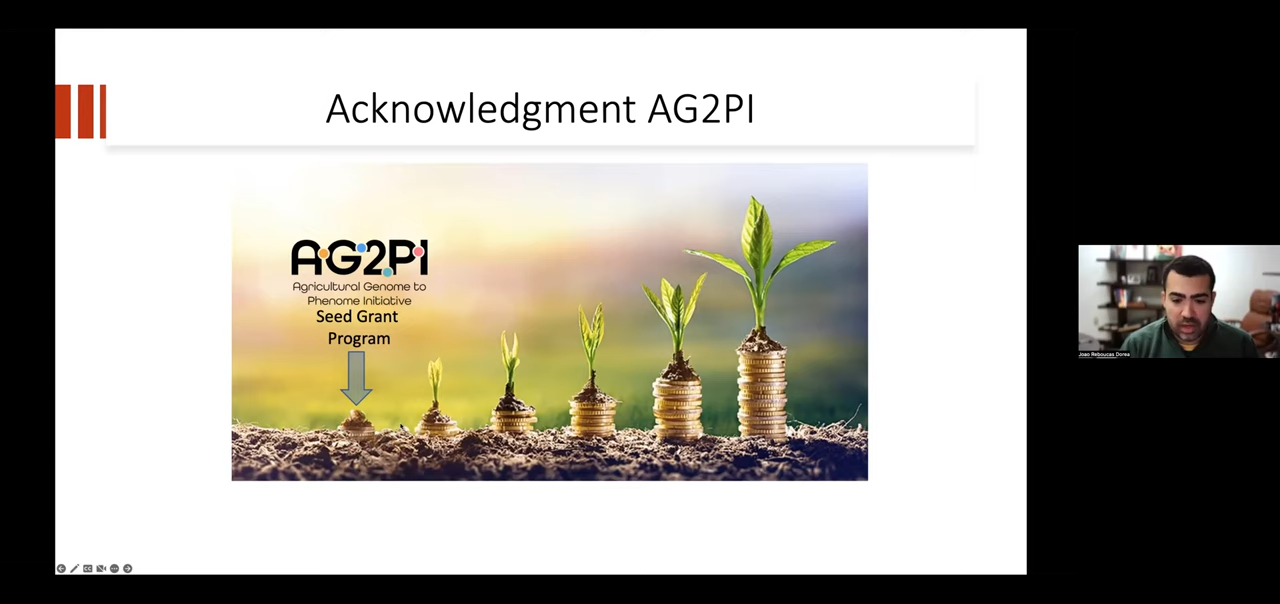 Acknowledgment AG2PI
AG2PI
Agricultural Genome to
Phenome Initiative
Seed Grant
Program
Joao Reboucas Dorea